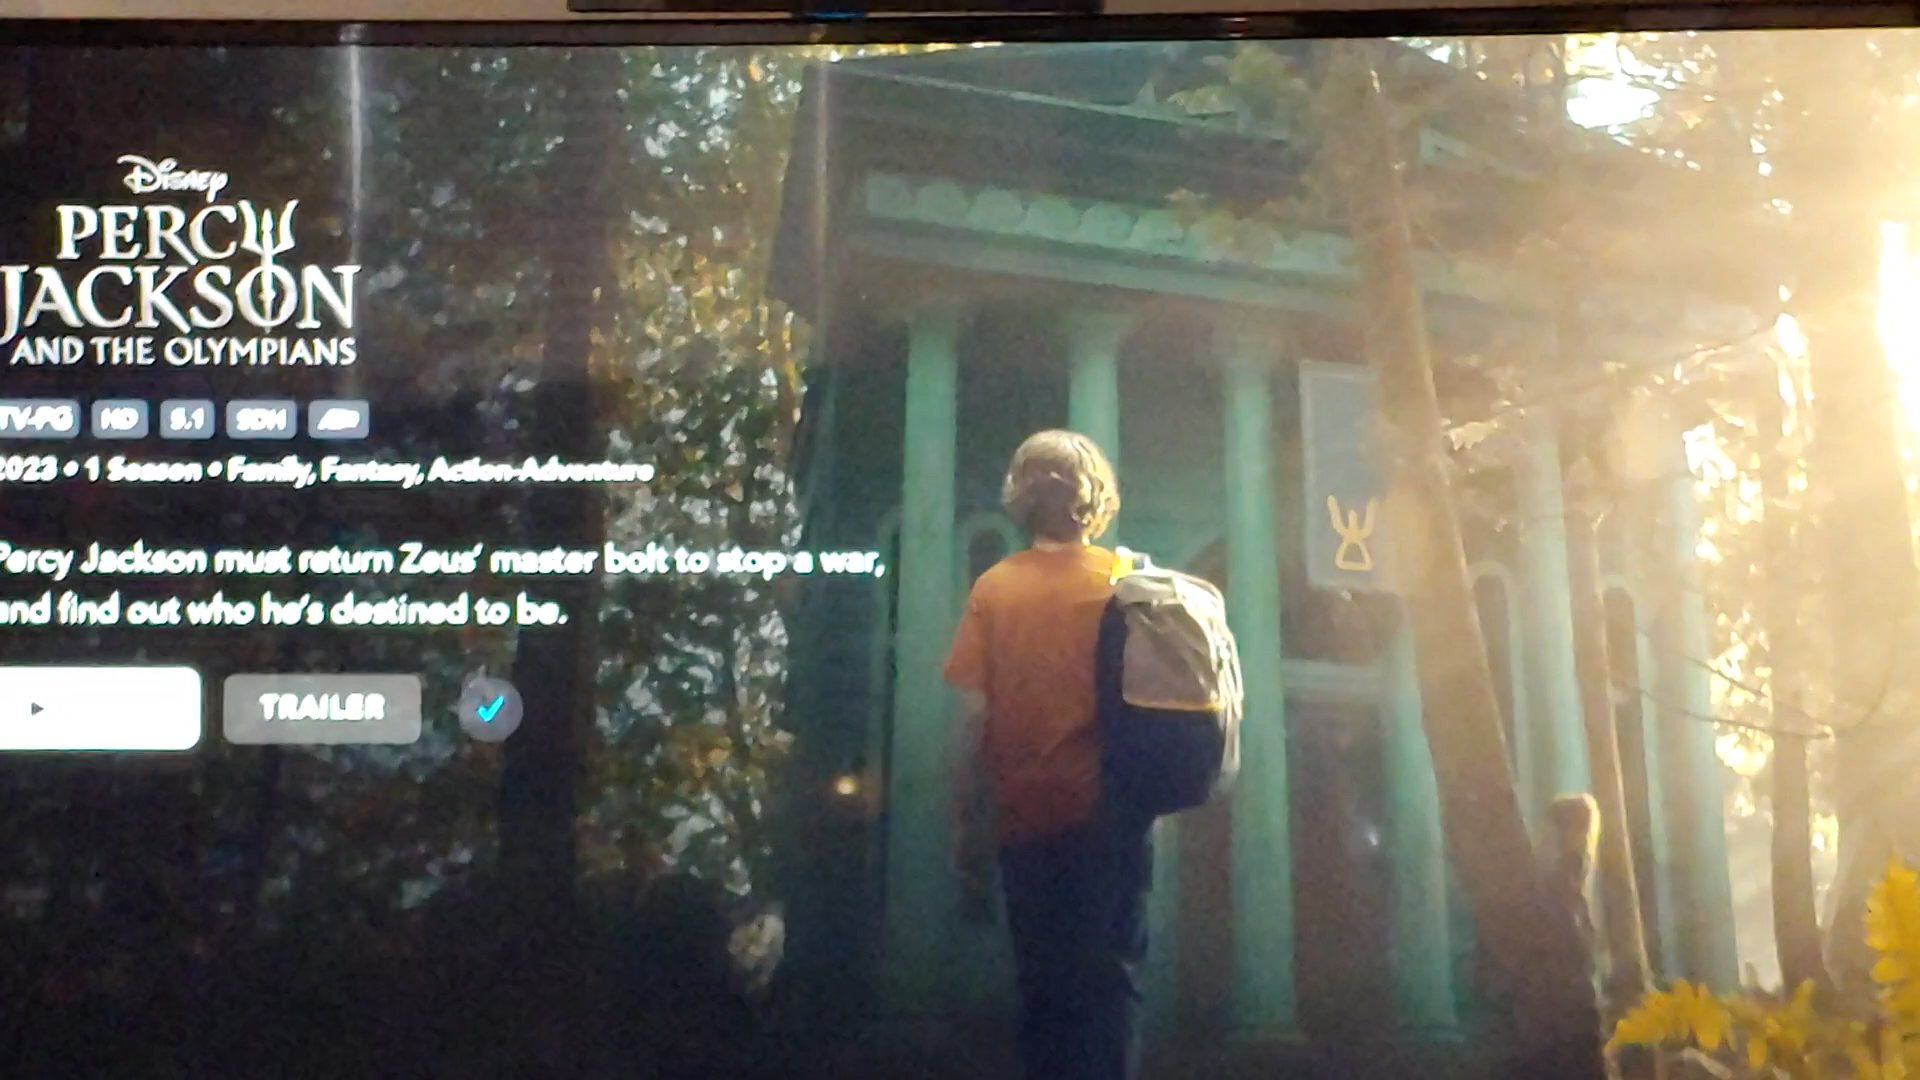 Disney
PERCY
JACKSON
AND THE OLYMPIANS
TV-PG HD 5.1 SDH AD
2023 • 1 Season • Family, Fantasy, Action-Adventure
Percy Jackson must return Zeus' master bolt to stop a war,
and find out who he's destined to be.
TRAILER